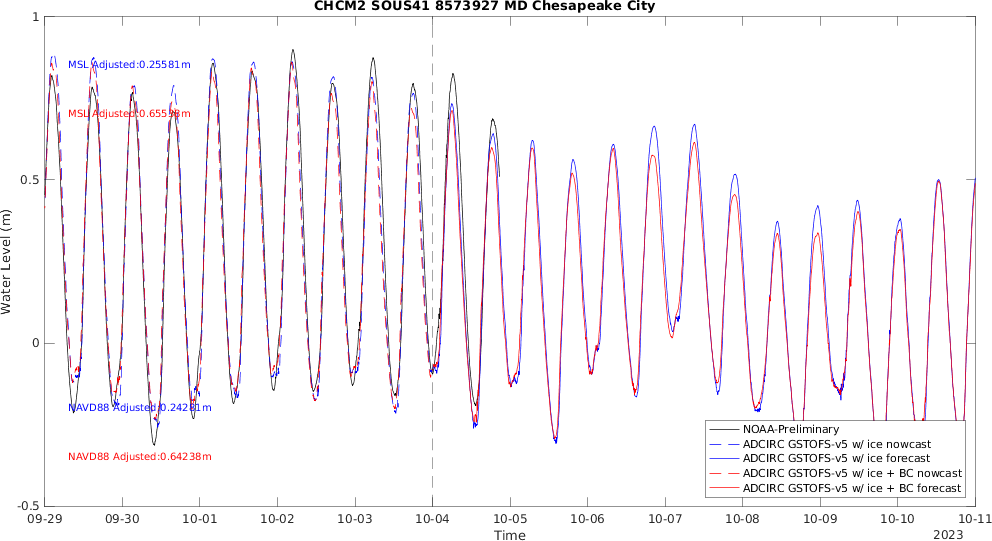 CHCM2 SOUS41 8573927 MD Chesapeake City
1
MSL Adjusted:0.25581m
0.5
Water Level (m)
0
NAVD88 Adjusted:0.24281m
NOAA-Preliminary
ADCIRC GSTOFS-v5 w/ ice nowcast
NAVD88 Adjusted:0.64238m
ADCIRC GSTOFS-v5 w/ ice forecast
ADCIRC GSTOFS-v5 w/ ice + BC nowcast
ADCIRC GSTOFS-v5 w/ ice + BC forecast
-0.5
09-29 09-30 10-01 10-02 10-03 10-04 10-05 10-06 10-07 10-08 10-09 10-10 10-11
Time 2023